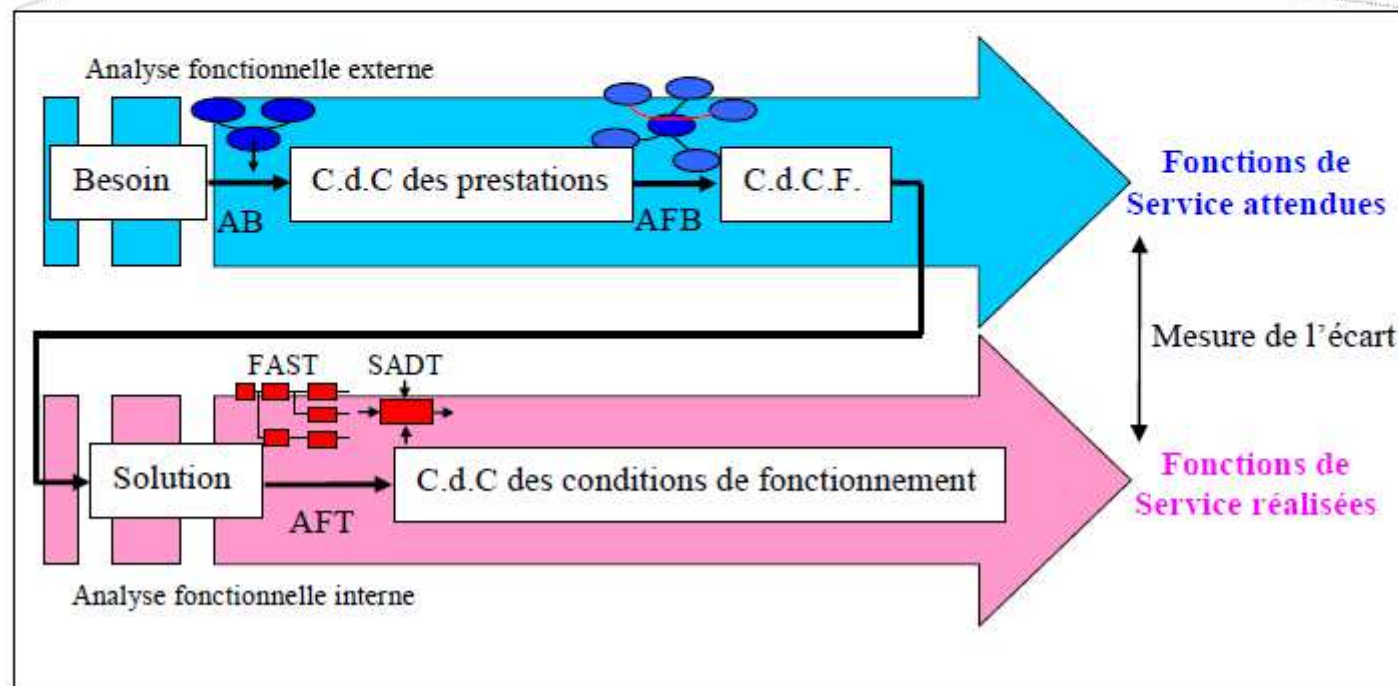 Analyse fonctionnelle externe
Besoin
AB
C.d.C des prestations
AFB
C.d.C.F.
Fonctions de
Service attendues
Mesure de l'écart
FAST
SADT
Solution
AFT
C.d.C des conditions de fonctionnement
Fonctions de
Service réalisées
Analyse fonctionnelle interne